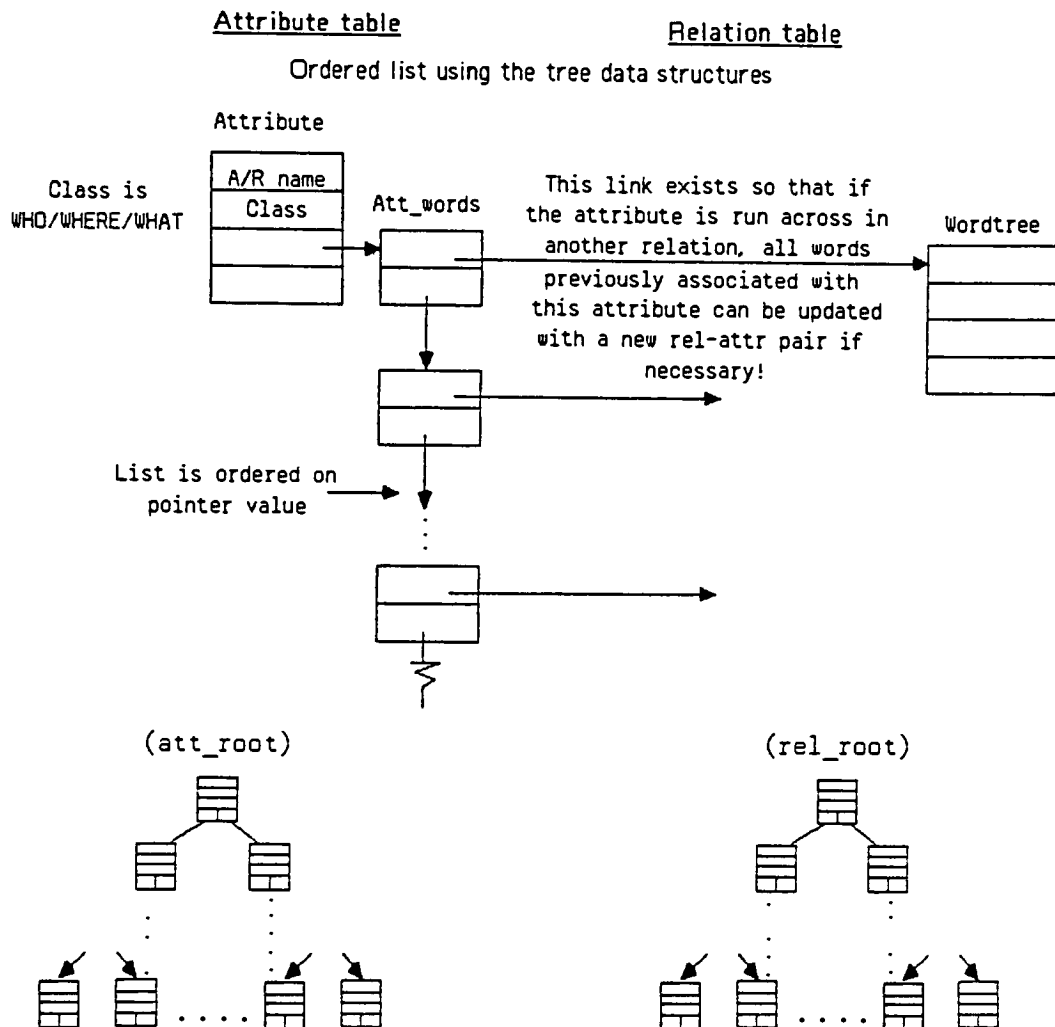 Attribute table
Relation table
Ordered list using the tree data structures
Attribute
A/R name
Class
Class is
WHO/WHERE/WHAT
Att_words
This link exists so that if
the attribute is run across in
another relation, all words
previously associated with
this attribute can be updated
with a new rel-attr pair if
necessary!
Wordtree
List is ordered on
pointer value
(att_root)
(rel_root)